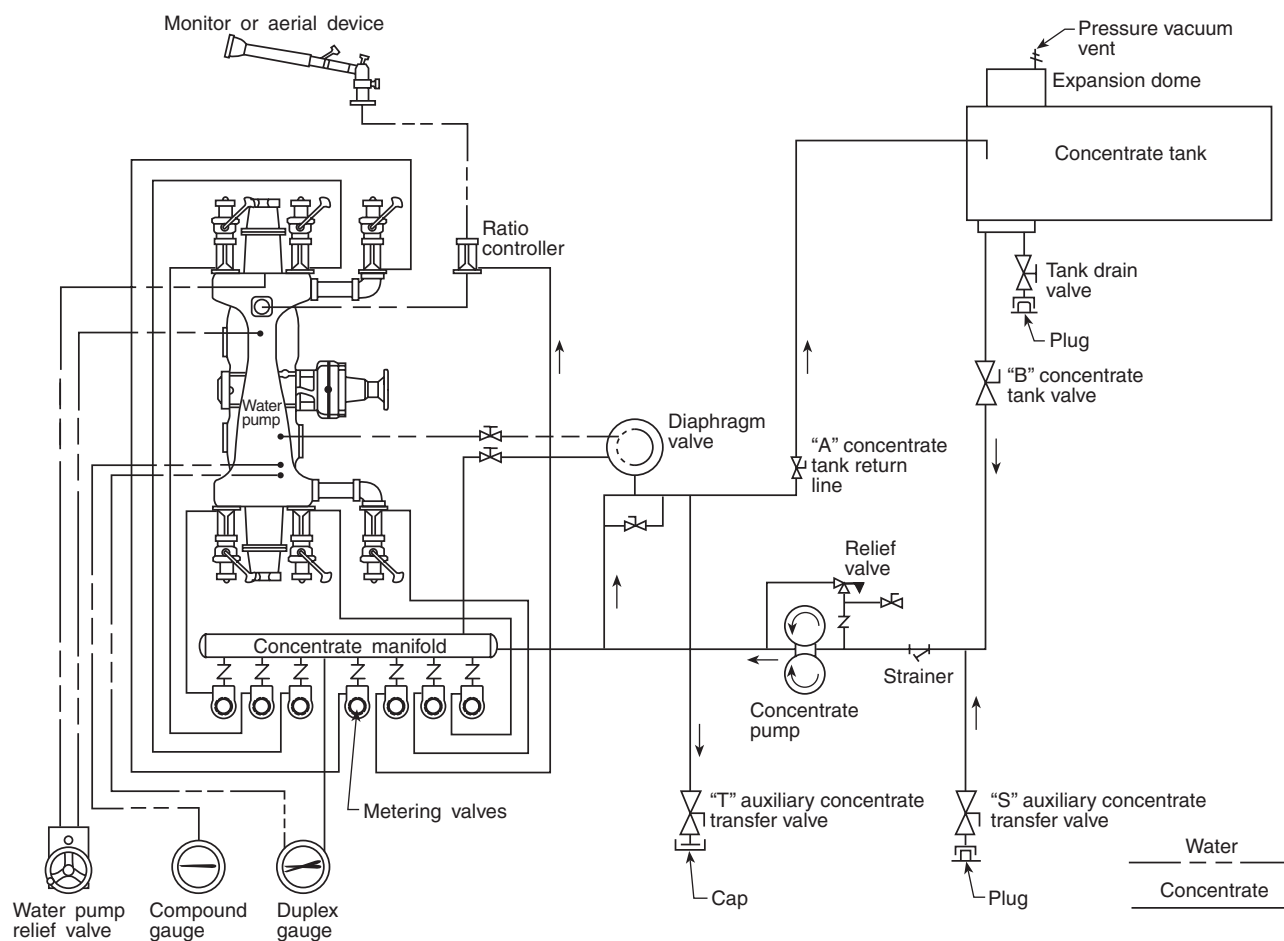 Monitor or aerial device
Pressure vacuum
vent
Expansion dome
Concentrate tank
Ratio
controller
Tank drain
valve
Plug
"B" concentrate
tank valve
Water
pump
Diaphragm
valve
"A" concentrate
tank return
line
Relief
valve
Concentrate manifold
Strainer
Concentrate
pump
Metering valves
"T" auxiliary concentrate
transfer valve
"S" auxiliary concentrate
transfer valve
Cap
Plug
Water
Concentrate
Water pump
relief valve
Compound
gauge
Duplex
gauge